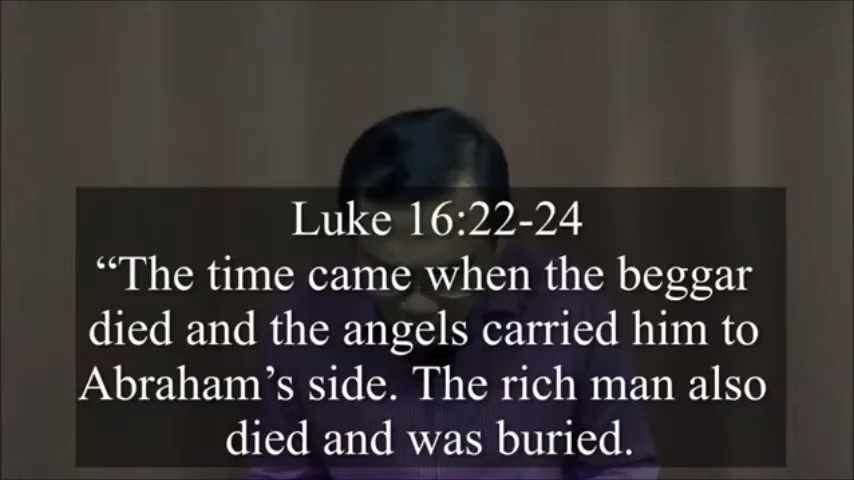 Luke 16:22-24
“The time came when the beggar
died and the angels carried him to
Abraham’s side. The rich man also
died and was buried.